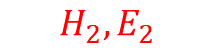 H₂, E₂